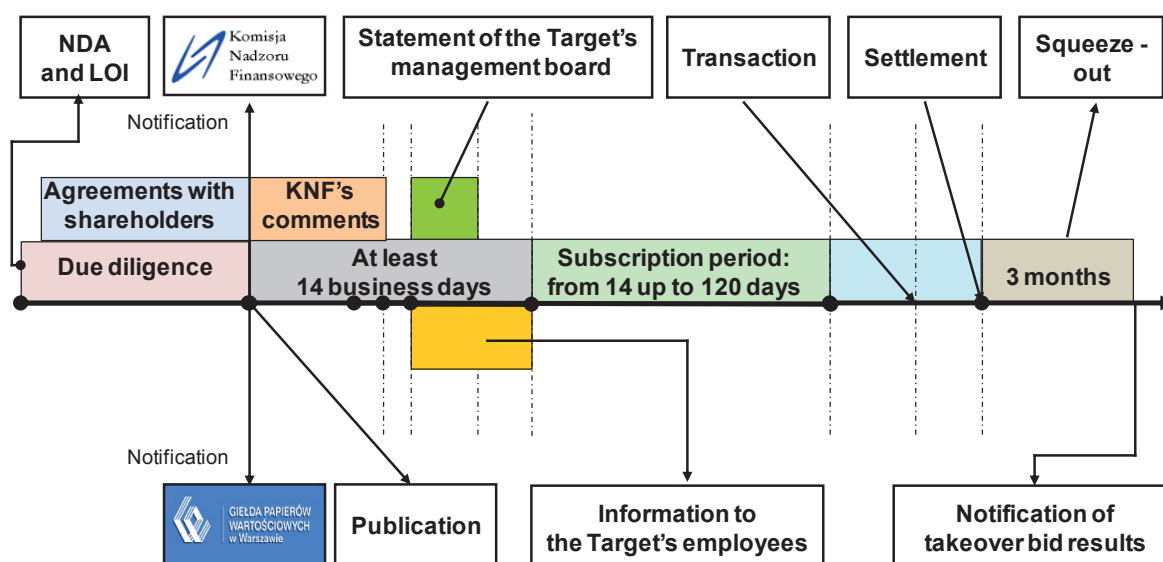 NDA
and LOI
Komisja
Nadzoru
Finansowego
Statement of the Target's
management board
Transaction
Settlement
Squeeze -
out
Notification
Agreements with
shareholders
KNF's
comments
Due diligence
At least
14 business days
Subscription period:
from 14 up to 120 days
3 months
Notification
GIEŁDA PAPIERÓW
WARTOŚCIOWYCH
w Warszawie
Publication
Information to
the Target's employees
Notification of
takeover bid results